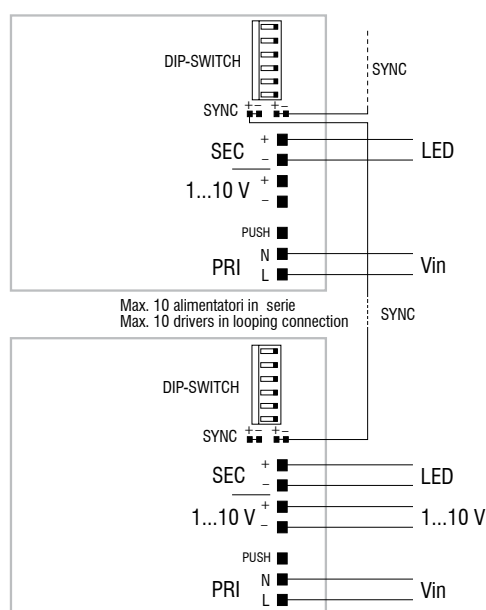 DIP-SWITCH
SYNC
SYNC + – + –
SEC + – LED
1...10 V + –
PUSH
PRI N L Vin
Max. 10 alimentatori in serie
Max. 10 drivers in looping connection
SYNC
DIP-SWITCH
SYNC + – + –
SEC + – LED
1...10 V + – 1...10 V
PUSH
PRI N L Vin